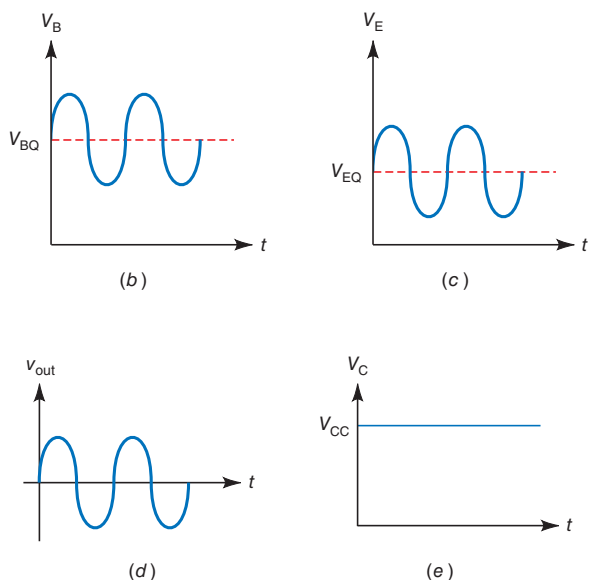 V_B
V_BQ
t
(b)
V_E
V_EQ
t
(c)
v_out
t
(d)
V_C
V_CC
t
(e)